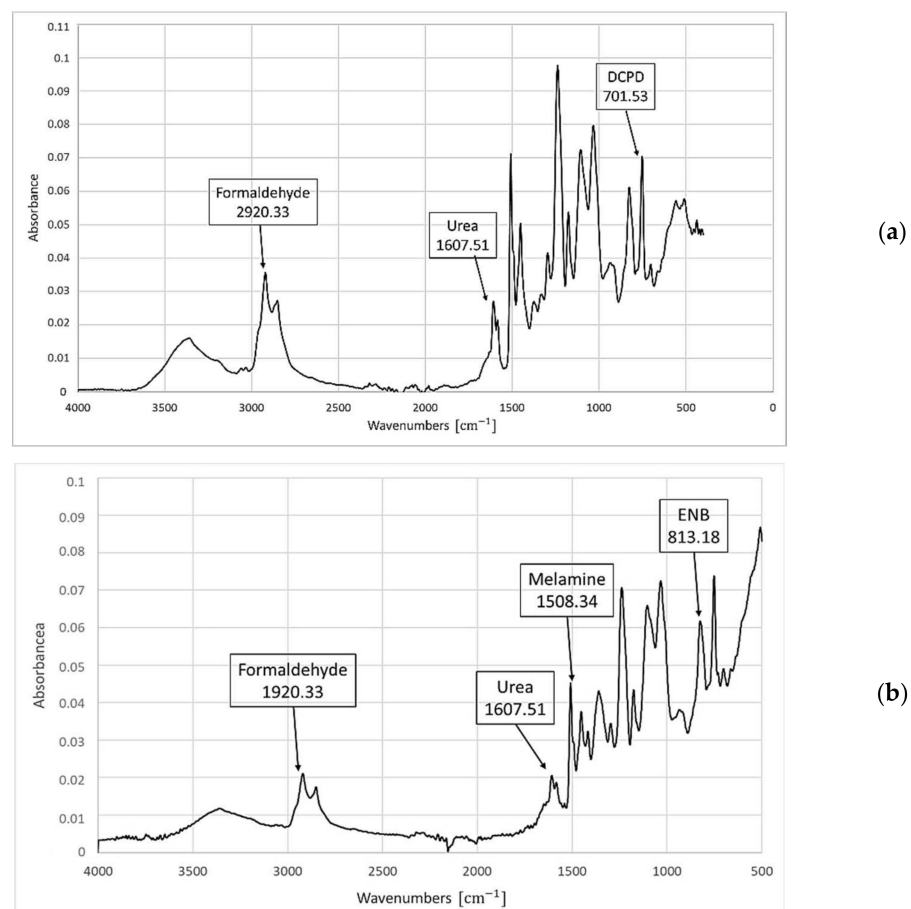 0.11
0.1
0.09
0.08
0.07
0.06
0.05
0.04
0.03
0.02
0.01
0
Absorbance
DCPD
701.53
Formaldehyde
2920.33
Urea
1607.51
4000 3500 3000 2500 2000 1500 1000 500 0
Wavenumbers [cm⁻¹]
(a)
0.1
0.09
0.08
0.07
0.06
0.05
0.04
0.03
0.02
0.01
0
Absorbancea
ENB
813.18
Melamine
1508.34
Formaldehyde
1920.33
Urea
1607.51
4000 3500 3000 2500 2000 1500 1000 500
Wavenumbers [cm⁻¹]
(b)